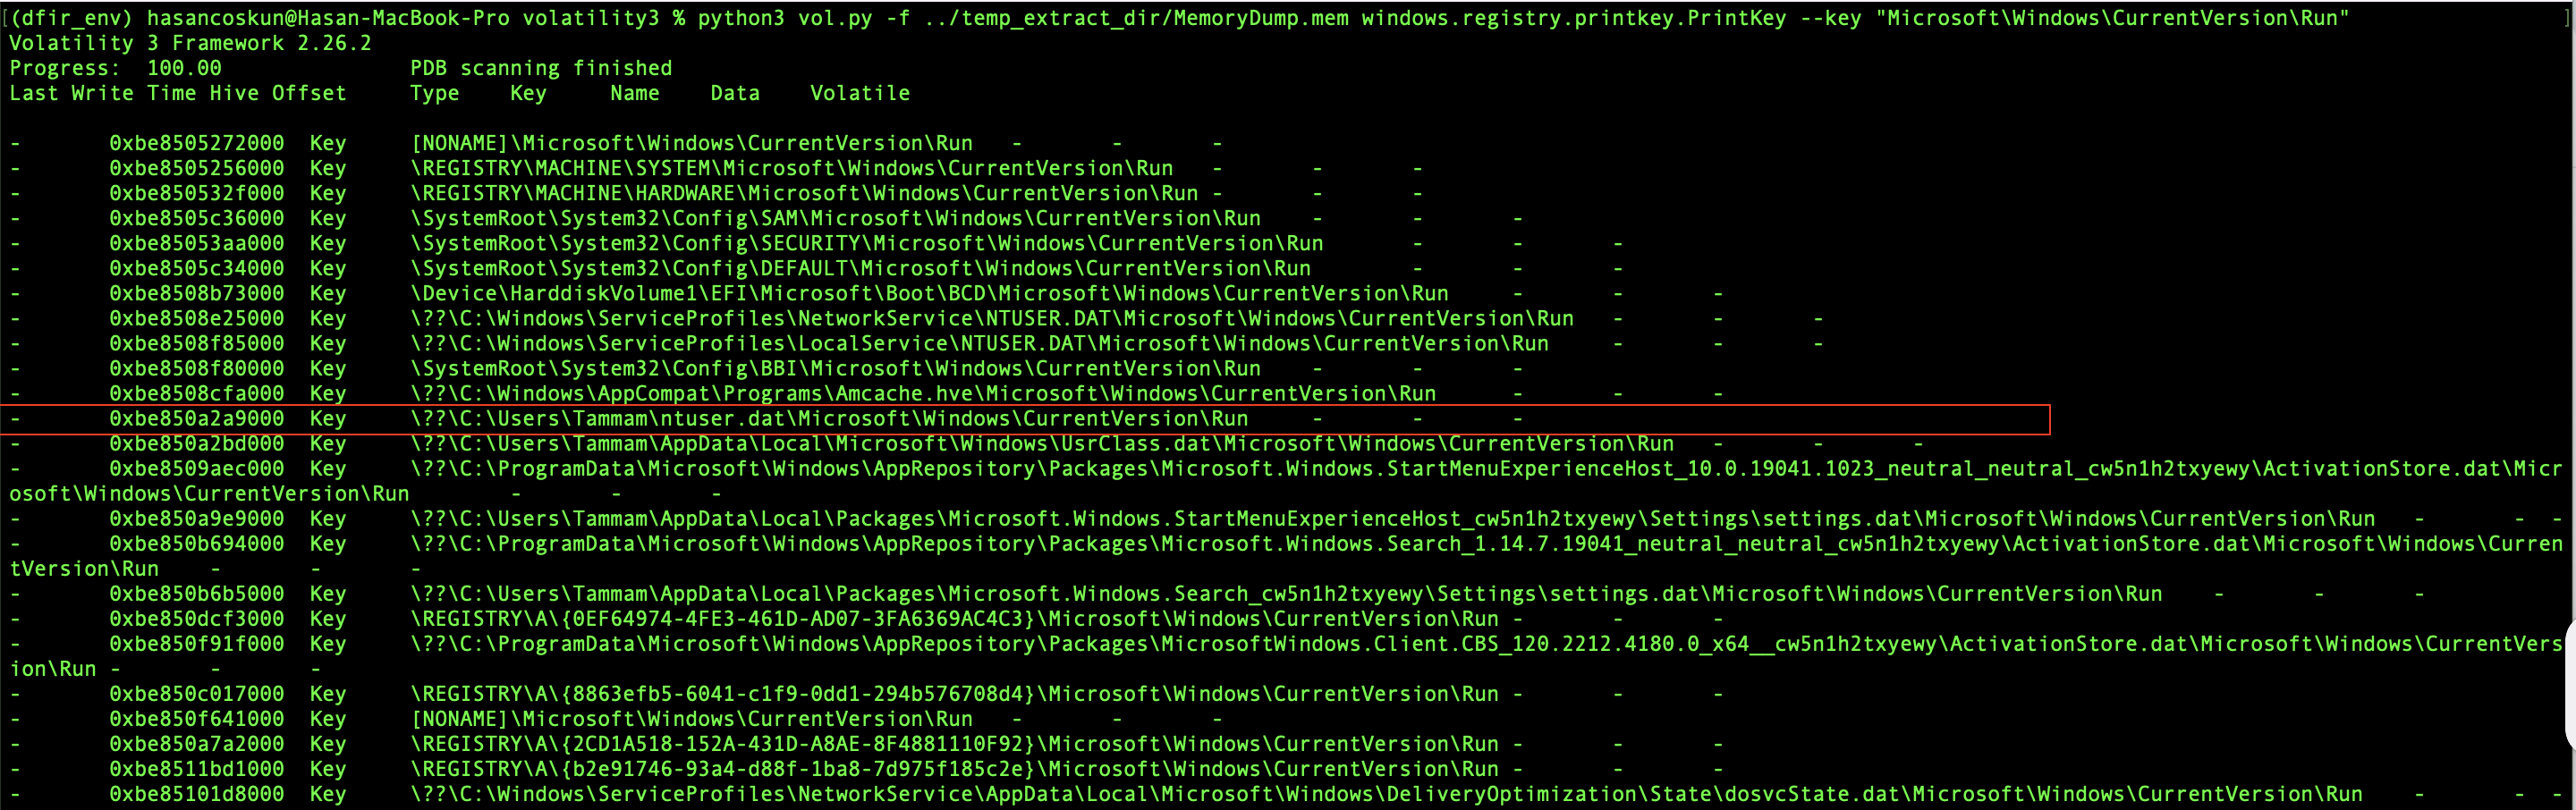 [(dfir_env) hasancoskun@Hasan-MacBook-Pro volatility3 % python3 vol.py -f ../temp_extract_dir/MemoryDump.mem windows.registry.printkey.PrintKey --key "Microsoft\Windows\CurrentVersion\Run" ]
Volatility 3 Framework 2.26.2
Progress:  100.00               PDB scanning finished
Last Write Time Hive Offset     Type    Key     Name    Data    Volatile
-       0xbe8505272000  Key     [NONAME]\Microsoft\Windows\CurrentVersion\Run   -       -       -
-       0xbe8505256000  Key     \REGISTRY\MACHINE\SYSTEM\Microsoft\Windows\CurrentVersion\Run   -       -       -
-       0xbe850532f000  Key     \REGISTRY\MACHINE\HARDWARE\Microsoft\Windows\CurrentVersion\Run -       -       -
-       0xbe8505c36000  Key     \SystemRoot\System32\Config\SAM\Microsoft\Windows\CurrentVersion\Run    -       -       -
-       0xbe85053aa000  Key     \SystemRoot\System32\Config\SECURITY\Microsoft\Windows\CurrentVersion\Run       -       -       -
-       0xbe8505c34000  Key     \SystemRoot\System32\Config\DEFAULT\Microsoft\Windows\CurrentVersion\Run        -       -       -
-       0xbe8508b73000  Key     \Device\HarddiskVolume1\EFI\Microsoft\Boot\BCD\Microsoft\Windows\CurrentVersion\Run     -       -       -
-       0xbe8508e25000  Key     \??\C:\Windows\ServiceProfiles\NetworkService\NTUSER.DAT\Microsoft\Windows\CurrentVersion\Run   -       -       -
-       0xbe8508f85000  Key     \??\C:\Windows\ServiceProfiles\LocalService\NTUSER.DAT\Microsoft\Windows\CurrentVersion\Run     -       -       -
-       0xbe8508f80000  Key     \SystemRoot\System32\Config\BBI\Microsoft\Windows\CurrentVersion\Run    -       -       -
-       0xbe8508cfa000  Key     \??\C:\Windows\AppCompat\Programs\Amcache.hve\Microsoft\Windows\CurrentVersion\Run      -       -       -
-       0xbe850a2a9000  Key     \??\C:\Users\Tammam\ntuser.dat\Microsoft\Windows\CurrentVersion\Run     -       -       -
-       0xbe850a2bd000  Key     \??\C:\Users\Tammam\AppData\Local\Microsoft\Windows\UsrClass.dat\Microsoft\Windows\CurrentVersion\Run   -       -       -
-       0xbe8509aec000  Key     \??\C:\ProgramData\Microsoft\Windows\AppRepository\Packages\Microsoft.Windows.StartMenuExperienceHost_10.0.19041.1023_neutral_neutral_cw5n1h2txyewy\ActivationStore.dat\Micr
osoft\Windows\CurrentVersion\Run        -       -       -
-       0xbe850a9e9000  Key     \??\C:\Users\Tammam\AppData\Local\Packages\Microsoft.Windows.StartMenuExperienceHost_cw5n1h2txyewy\Settings\settings.dat\Microsoft\Windows\CurrentVersion\Run   -       -  -
-       0xbe850b694000  Key     \??\C:\ProgramData\Microsoft\Windows\AppRepository\Packages\Microsoft.Windows.Search_1.14.7.19041_neutral_neutral_cw5n1h2txyewy\ActivationStore.dat\Microsoft\Windows\Curren
tVersion\Run    -       -       -
-       0xbe850b6b5000  Key     \??\C:\Users\Tammam\AppData\Local\Packages\Microsoft.Windows.Search_cw5n1h2txyewy\Settings\settings.dat\Microsoft\Windows\CurrentVersion\Run    -       -       -
-       0xbe850dcf3000  Key     \REGISTRY\A\{0EF64974-4FE3-461D-AD07-3FA6369AC4C3}\Microsoft\Windows\CurrentVersion\Run -       -       -
-       0xbe850f91f000  Key     \??\C:\ProgramData\Microsoft\Windows\AppRepository\Packages\MicrosoftWindows.Client.CBS_120.2212.4180.0_x64__cw5n1h2txyewy\ActivationStore.dat\Microsoft\Windows\CurrentVers
ion\Run -       -       -
-       0xbe850c017000  Key     \REGISTRY\A\{8863efb5-6041-c1f9-0dd1-294b576708d4}\Microsoft\Windows\CurrentVersion\Run -       -       -
-       0xbe850f641000  Key     [NONAME]\Microsoft\Windows\CurrentVersion\Run   -       -       -
-       0xbe850a7a2000  Key     \REGISTRY\A\{2CD1A518-152A-431D-A8AE-8F4881110F92}\Microsoft\Windows\CurrentVersion\Run -       -       -
-       0xbe8511bd1000  Key     \REGISTRY\A\{b2e91746-93a4-d88f-1ba8-7d975f185c2e}\Microsoft\Windows\CurrentVersion\Run -       -       -
-       0xbe85101d8000  Key     \??\C:\Windows\ServiceProfiles\NetworkService\AppData\Local\Microsoft\Windows\DeliveryOptimization\State\dosvcState.dat\Microsoft\Windows\CurrentVersion\Run    -       -  -